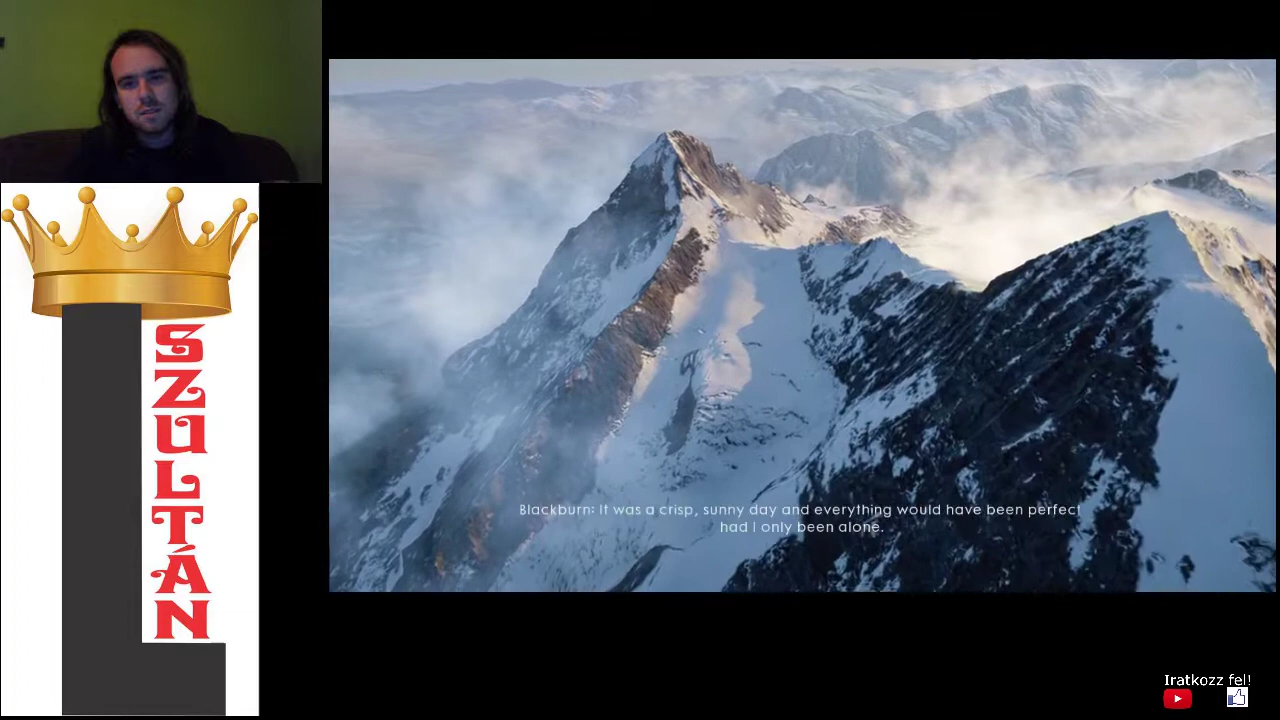 SZULTÁN
Blackburn: It was a crisp, sunny day and everything would have been perfect
had I only been alone.
Iratkozz fel!